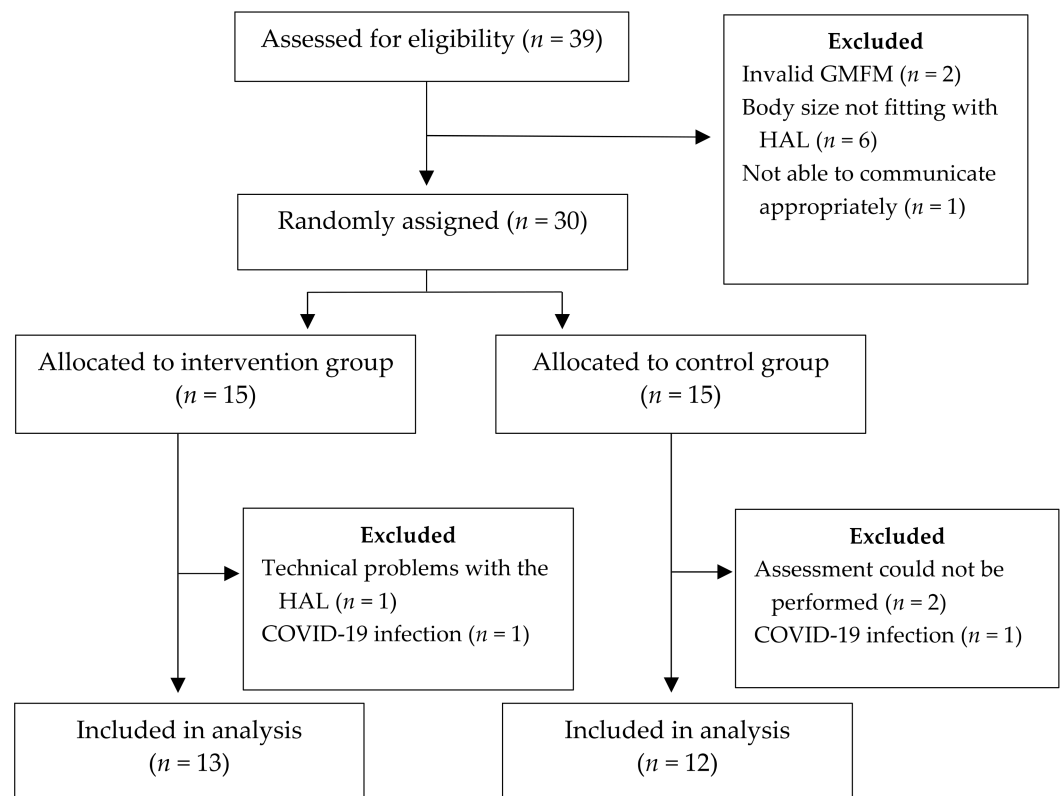 Assessed for eligibility (n = 39)
Excluded
Invalid GMFM (n = 2)
Body size not fitting with
HAL (n = 6)
Not able to communicate
appropriately (n = 1)
Randomly assigned (n = 30)
Allocated to intervention group
(n = 15)
Allocated to control group
(n = 15)
Excluded
Technical problems with the
HAL (n = 1)
COVID-19 infection (n = 1)
Excluded
Assessment could not be
performed (n = 2)
COVID-19 infection (n = 1)
Included in analysis
(n = 13)
Included in analysis
(n = 12)